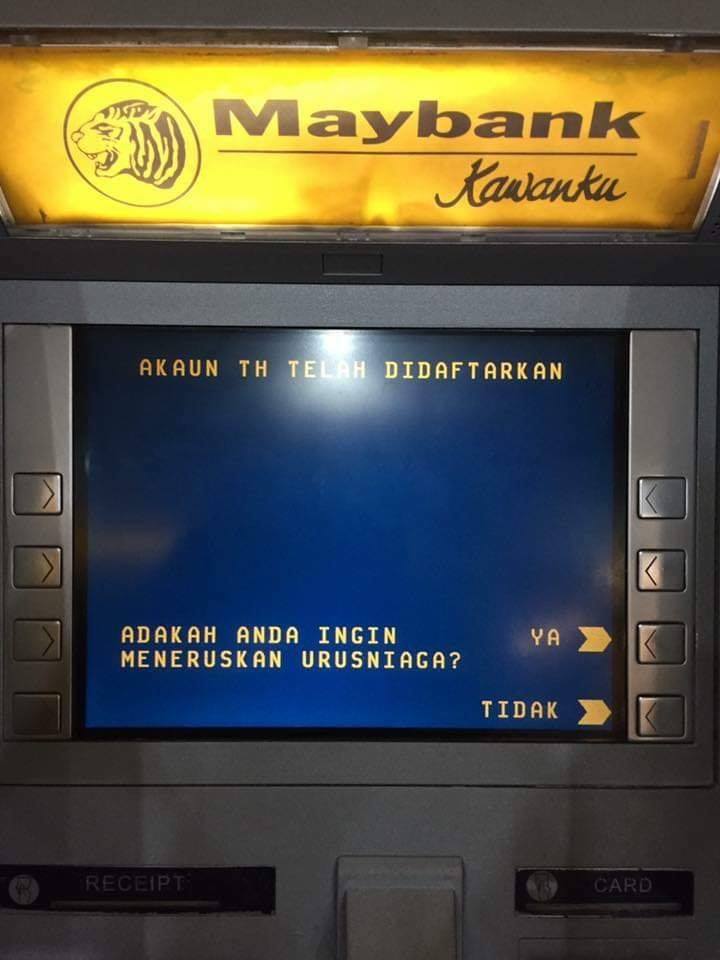 Maybank
Kawanku
AKAUN TH TELAH DIDAFTARKAN
ADAKAH ANDA INGIN YA
MENERUSKAN URUSNIAGA?
TIDAK
RECEIPT CARD